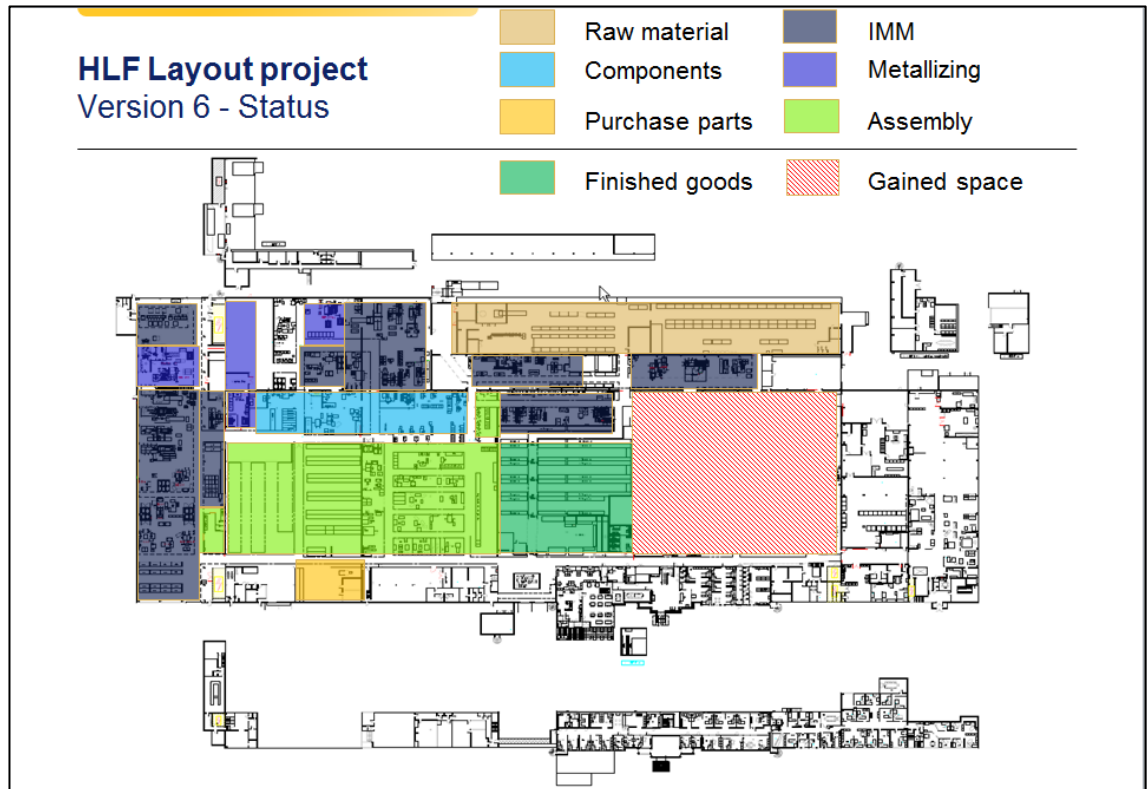 HLF Layout project
Version 6 - Status
Raw material
IMM
Components
Metallizing
Purchase parts
Assembly
Finished goods
Gained space